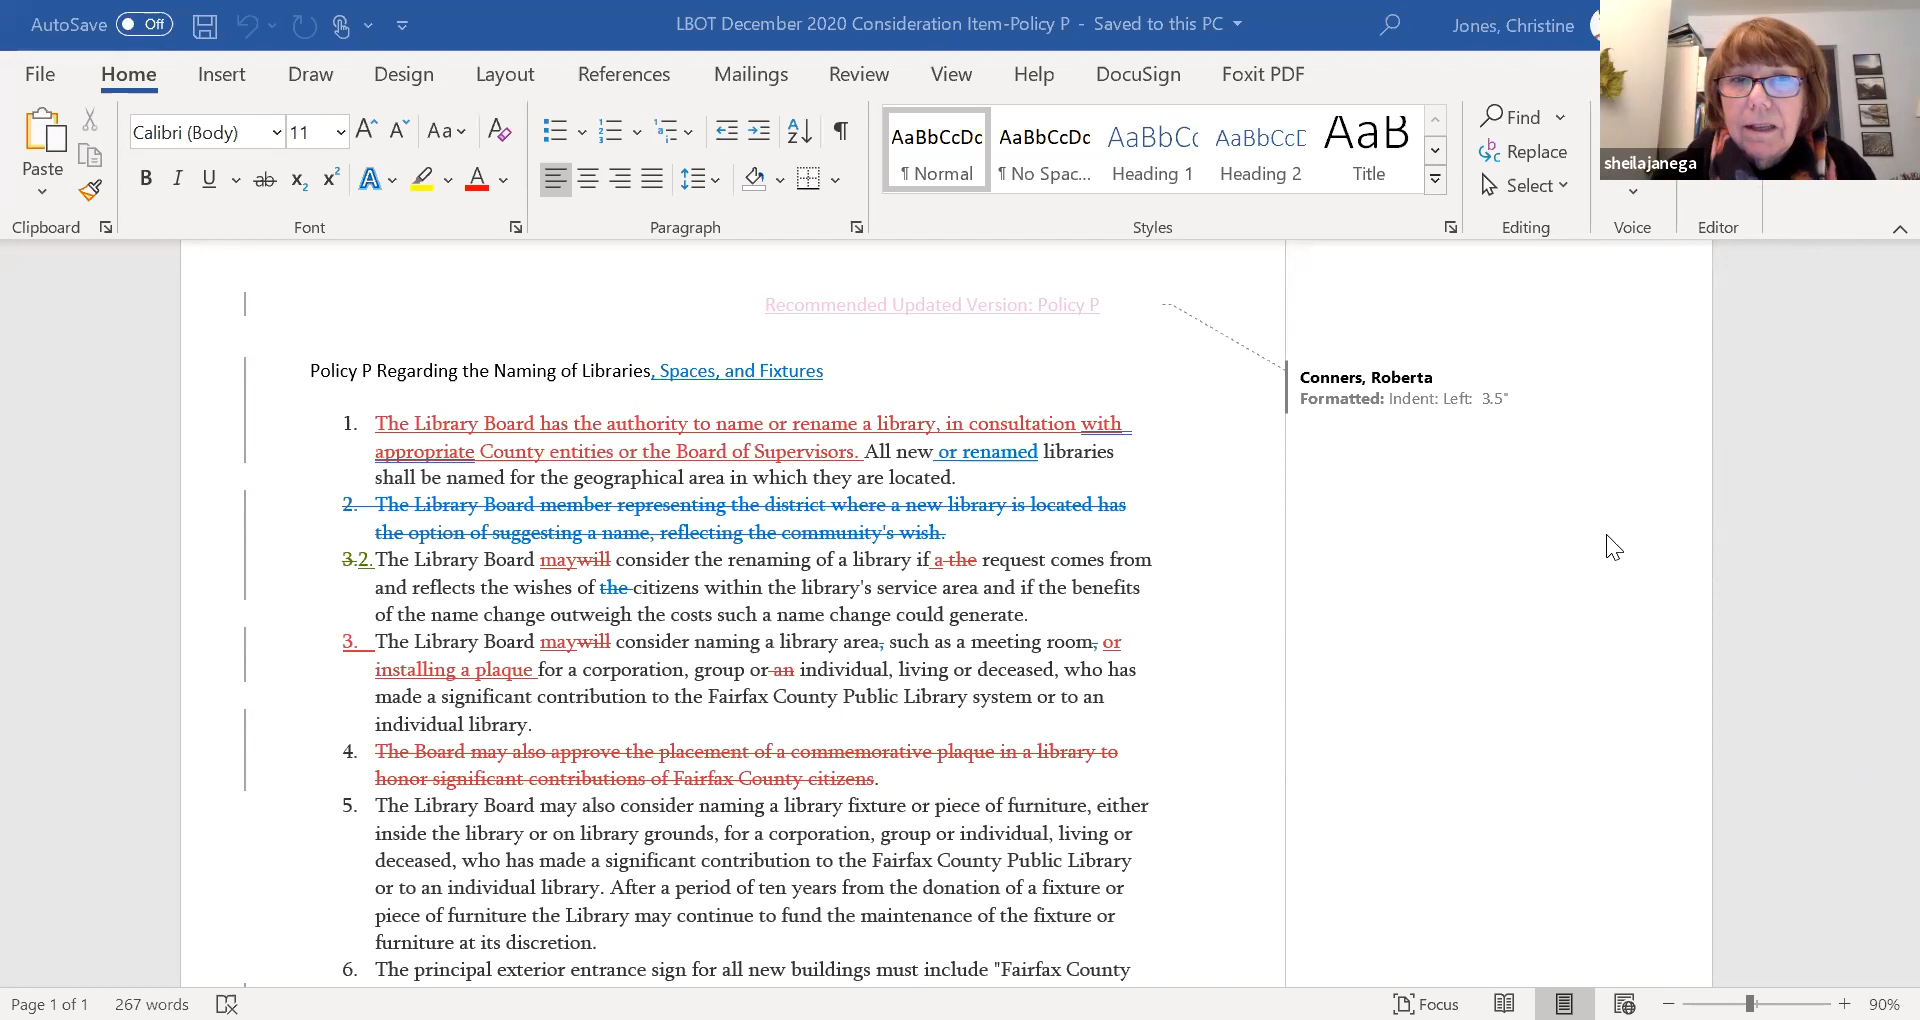 AutoSave Off LBOT December 2020 Consideration Item-Policy P - Saved to this PC Jones, Christine
File Home Insert Draw Design Layout References Mailings Review View Help DocuSign Foxit PDF
Calibri (Body) 11 A A Aa A
Paste
B I U ab x2 x2 A A
AaBbCcDc AaBbCcDc AaBbCc AaBbCcD AaB
¶ Normal ¶ No Spac... Heading 1 Heading 2 Title
Find
Replace
Select
sheilajanega
Clipboard Font Paragraph Styles Editing Voice Editor
Recommended Updated Version: Policy P
Policy P Regarding the Naming of Libraries, Spaces, and Fixtures
Conners, Roberta
Formatted: Indent: Left: 3.5"
1. The Library Board has the authority to name or rename a library, in consultation with
appropriate County entities or the Board of Supervisors. All new or renamed libraries
shall be named for the geographical area in which they are located.
2. The Library Board member representing the district where a new library is located has
the option of suggesting a name, reflecting the community's wish.
3.2. The Library Board maywill consider the renaming of a library if a the request comes from
and reflects the wishes of the citizens within the library's service area and if the benefits
of the name change outweigh the costs such a name change could generate.
3. The Library Board maywill consider naming a library area, such as a meeting room, or
installing a plaque for a corporation, group or an individual, living or deceased, who has
made a significant contribution to the Fairfax County Public Library system or to an
individual library.
4. The Board may also approve the placement of a commemorative plaque in a library to
honor significant contributions of Fairfax County citizens.
5. The Library Board may also consider naming a library fixture or piece of furniture, either
inside the library or on library grounds, for a corporation, group or individual, living or
deceased, who has made a significant contribution to the Fairfax County Public Library
or to an individual library. After a period of ten years from the donation of a fixture or
piece of furniture the Library may continue to fund the maintenance of the fixture or
furniture at its discretion.
6. The principal exterior entrance sign for all new buildings must include "Fairfax County
Page 1 of 1 267 words Focus 90%